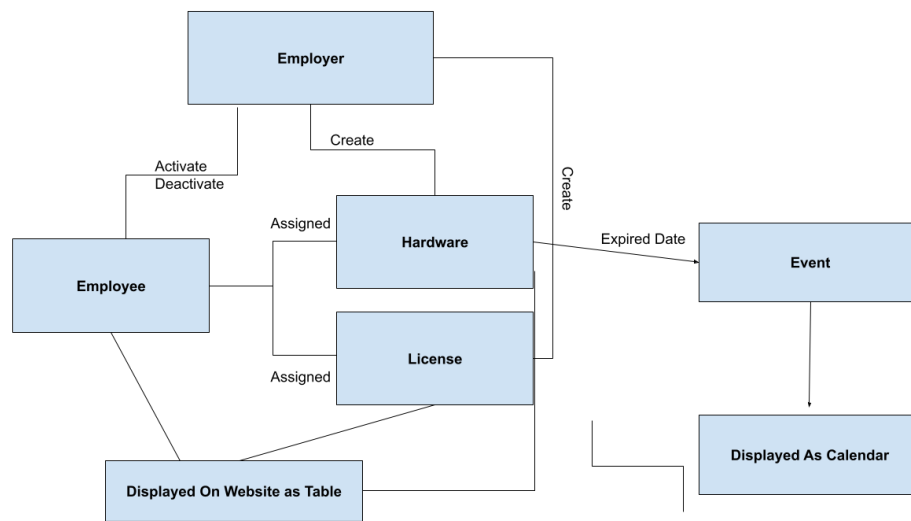 Employer
Create
Activate
Deactivate
Create
Assigned
Hardware
Expired Date
Event
Employee
License
Assigned
Displayed On Website as Table
Displayed As Calendar